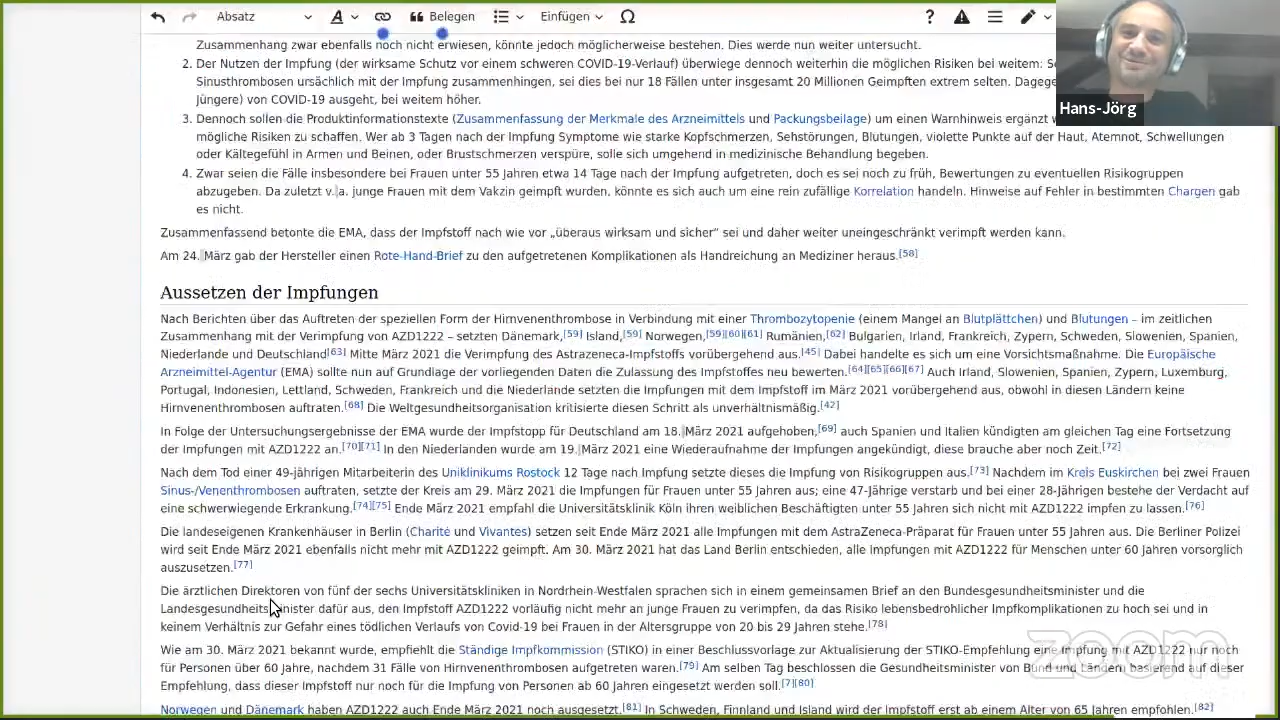 Absatz
A
Belegen
Einfügen
Ω
?
Zusammenhang zwar ebenfalls noch nicht erwiesen, könnte jedoch möglicherweise bestehen. Dies werde nun weiter untersucht.
2. Der Nutzen der Impfung (der wirksame Schutz vor einem schweren COVID-19-Verlauf) überwiege dennoch weiterhin die möglichen Risiken bei weitem:
Sinusthrombosen ursächlich mit der Impfung zusammenhingen, sei dies bei nur 18 Fällen unter insgesamt 20 Millionen Geimpften extrem selten.
Jüngere) von COVID-19 ausgeht, bei weitem höher.
3. Dennoch sollen die Produktinformationstexte (Zusammenfassung der Merkmale des Arzneimittels und Packungsbeilage) um einen Warnhinweis ergänzt
mögliche Risiken zu schaffen. Wer ab 3 Tagen nach der Impfung Symptome wie starke Kopfschmerzen, Sehstörungen, Blutungen, violette Punkte auf der Haut, Atemnot, Schwellungen
oder Kältegefühl in Armen und Beinen, oder Brustschmerzen verspüre, solle sich umgehend in medizinische Behandlung begeben.
4. Zwar seien die Fälle insbesondere bei Frauen unter 55 Jahren etwa 14 Tage nach der Impfung aufgetreten, doch es sei noch zu früh, Bewertungen zu eventuellen Risikogruppen
abzugeben. Da zuletzt v. a. junge Frauen mit dem Vakzin geimpft wurden, könnte es sich auch um eine rein zufällige Korrelation handeln. Hinweise auf Fehler in bestimmten Chargen gab
es nicht.
Zusammenfassend betonte die EMA, dass der Impfstoff nach wie vor „überaus wirksam und sicher“ sei und daher weiter uneingeschränkt verimpft werden kann.
Am 24. März gab der Hersteller einen Rote-Hand-Brief zu den aufgetretenen Komplikationen als Handreichung an Mediziner heraus.[58]
Aussetzen der Impfungen
Nach Berichten über das Auftreten der speziellen Form der Hirnvenenthrombose in Verbindung mit einer Thrombozytopenie (einem Mangel an Blutplättchen) und Blutungen – im zeitlichen
Zusammenhang mit der Verimpfung von AZD1222 – setzten Dänemark,[59] Island,[59] Norwegen,[59][60][61] Rumänien,[62] Bulgarien, Irland, Frankreich, Zypern, Schweden, Slowenien, Spanien,
Niederlande und Deutschland[63] Mitte März 2021 die Verimpfung des Astrazeneca-Impfstoffs vorübergehend aus.[45] Dabei handelte es sich um eine Vorsichtsmaßnahme. Die Europäische
Arzneimittel-Agentur (EMA) sollte nun auf Grundlage der vorliegenden Daten die Zulassung des Impfstoffes neu bewerten.[64][65][66][67] Auch Irland, Slowenien, Spanien, Zypern, Luxemburg,
Portugal, Indonesien, Lettland, Schweden, Frankreich und die Niederlande setzten die Impfungen mit dem Impfstoff im März 2021 vorübergehend aus, obwohl in diesen Ländern keine
Hirnvenenthrombosen auftraten.[68] Die Weltgesundheitsorganisation kritisierte diesen Schritt als unverhältnismäßig.[42]
In Folge der Untersuchungsergebnisse der EMA wurde der Impfstopp für Deutschland am 18. März 2021 aufgehoben,[69] auch Spanien und Italien kündigten am gleichen Tag eine Fortsetzung
der Impfungen mit AZD1222 an.[70][71] In den Niederlanden wurde am 19. März 2021 eine Wiederaufnahme der Impfungen angekündigt, diese brauche aber noch Zeit.[72]
Nach dem Tod einer 49-jährigen Mitarbeiterin des Uniklinikums Rostock 12 Tage nach Impfung setzte dieses die Impfung von Risikogruppen aus.[73] Nachdem im Kreis Euskirchen bei zwei Frauen
Sinus-/Venenthrombosen auftraten, setzte der Kreis am 29. März 2021 die Impfungen für Frauen unter 55 Jahren aus; eine 47-Jährige verstarb und bei einer 28-Jährigen bestehe der Verdacht auf
eine schwerwiegende Erkrankung.[74][75] Ende März 2021 empfahl die Universitätsklinik Köln ihren weiblichen Beschäftigten unter 55 Jahren sich nicht mit AZD1222 impfen zu lassen.[76]
Die landeseigenen Krankenhäuser in Berlin (Charité und Vivantes) setzen seit Ende März 2021 alle Impfungen mit dem AstraZeneca-Präparat für Frauen unter 55 Jahren aus. Die Berliner Polizei
wird seit Ende März 2021 ebenfalls nicht mehr mit AZD1222 geimpft. Am 30. März 2021 hat das Land Berlin entschieden, alle Impfungen mit AZD1222 für Menschen unter 60 Jahren vorsorglich
auszusetzen.[77]
Die ärztlichen Direktoren von fünf der sechs Universitätskliniken in Nordrhein-Westfalen sprachen sich in einem gemeinsamen Brief an den Bundesgesundheitsminister und die
Landesgesundheitsminister dafür aus, den Impfstoff AZD1222 vorläufig nicht mehr an junge Frauen zu verimpfen, da das Risiko lebensbedrohlicher Impfkomplikationen zu hoch sei und in
keinem Verhältnis zur Gefahr eines tödlichen Verlaufs von Covid-19 bei Frauen in der Altersgruppe von 20 bis 29 Jahren stehe.[78]
Wie am 30. März 2021 bekannt wurde, empfiehlt die Ständige Impfkommission (STIKO) in einer Beschlussvorlage zur Aktualisierung der STIKO-Empfehlung eine Impfung mit AZD1222 nur noch
für Personen über 60 Jahre, nachdem 31 Fälle von Hirnvenenthrombosen aufgetreten waren.[79] Am selben Tag beschlossen die Gesundheitsminister von Bund und Ländern basierend auf dieser
Empfehlung, dass dieser Impfstoff nur noch für die Impfung von Personen ab 60 Jahren eingesetzt werden soll.[7][80]
Norwegen und Dänemark haben AZD1222 auch Ende März 2021 noch ausgesetzt.[81] In Schweden, Finnland und Island wird der Impfstoff erst ab einem Alter von 65 Jahren empfohlen.[82]
Hans-Jörg
zoom